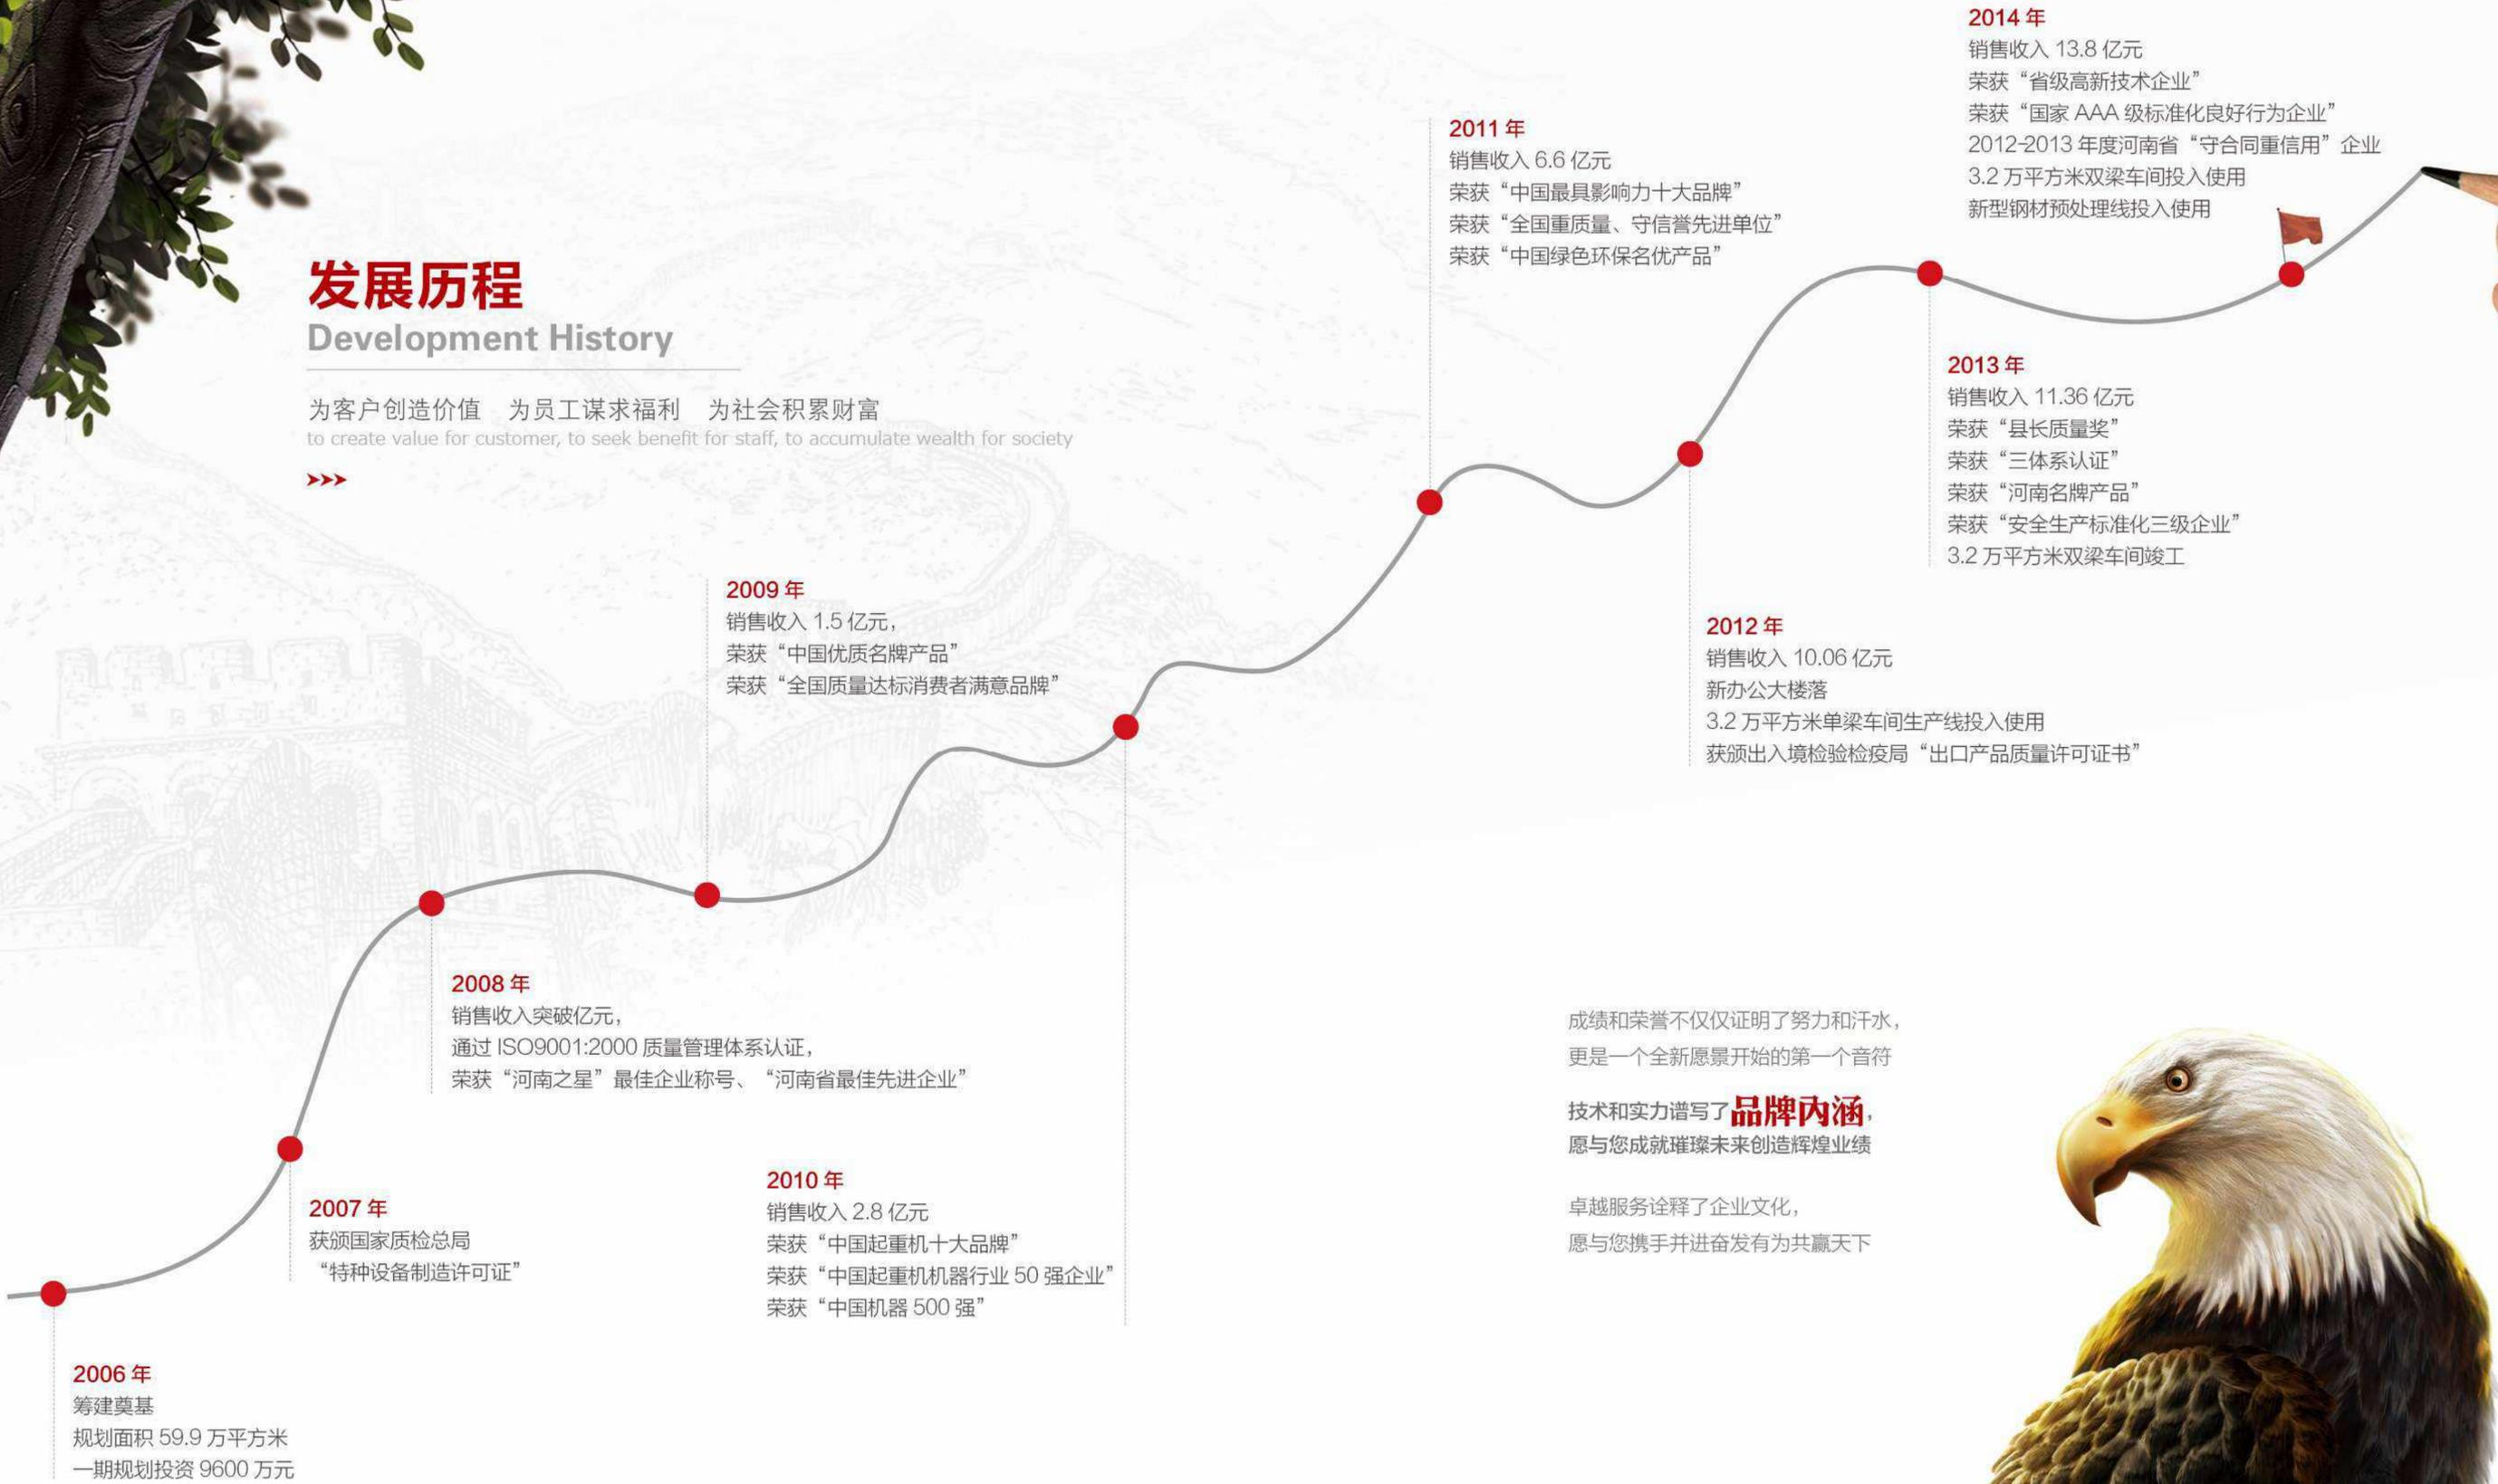 发展历程
Development History
为客户创造价值 为员工谋求福利 为社会积累财富
to create value for customer, to seek benefit for staff, to accumulate wealth for society
2006 年
筹建奠基
规划面积 59.9 万平方米
一期规划投资 9600 万元
2007 年
获颁国家质检总局
“特种设备制造许可证”
2008 年
销售收入突破亿元，
通过 ISO9001:2000 质量管理体系认证，
荣获“河南之星”最佳企业称号、“河南省最佳先进企业”
2009 年
销售收入 1.5 亿元，
荣获“中国优质名牌产品”
荣获“全国质量达标消费者满意品牌”
2010 年
销售收入 2.8 亿元
荣获“中国起重机十大品牌”
荣获“中国起重机机器行业 50 强企业”
荣获“中国机器 500 强”
2011 年
销售收入 6.6 亿元
荣获“中国最具影响力十大品牌”
荣获“全国重质量、守信誉先进单位”
荣获“中国绿色环保名优产品”
2012 年
销售收入 10.06 亿元
新办公大楼落
3.2 万平方米单梁车间生产线投入使用
获颁出入境检验检疫局“出口产品质量许可证书”
2013 年
销售收入 11.36 亿元
荣获“县长质量奖”
荣获“三体系认证”
荣获“河南名牌产品”
荣获“安全生产标准化三级企业”
3.2 万平方米双梁车间竣工
2014 年
销售收入 13.8 亿元
荣获“省级高新技术企业”
荣获“国家 AAA 级标准化良好行为企业”
2012-2013 年度河南省“守合同重信用”企业
3.2 万平方米双梁车间投入使用
新型钢材预处理线投入使用
成绩和荣誉不仅仅证明了努力和汗水，
更是一个全新愿景开始的第一个音符
技术和实力谱写了品牌内涵，
愿与您成就璀璨未来创造辉煌业绩
卓越服务诠释了企业文化，
愿与您携手并进奋发有为共赢天下